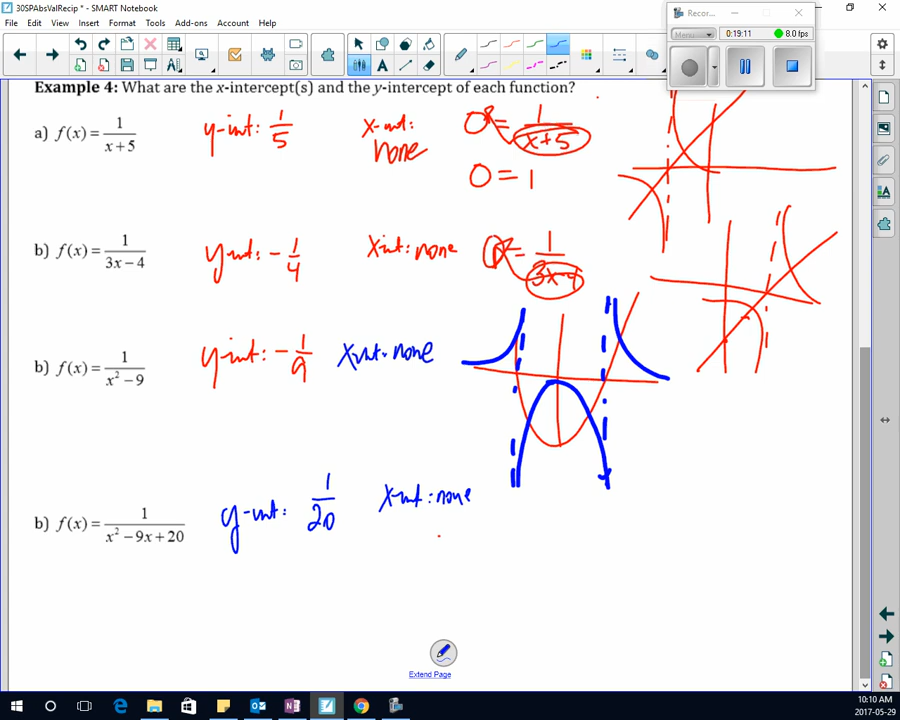 30SPAbsValRecip * - SMART Notebook
File Edit View Insert Format Tools Add-ons Account Help
Recor...
Menu 0:19:11 8.0 fps
Example 4: What are the x-intercept(s) and the y-intercept of each function?
a) f(x) = 1/(x+5) y-int: 1/5 x-int: none 0 = 1/(x+5)
0 = 1
b) f(x) = 1/(3x−4) y-int: -1/4 x-int: none 0 = 1/(3x-4)
b) f(x) = 1/(x²−9) y-int: -1/9 x-int: none
b) f(x) = 1/(x²−9x+20) y-int: 1/20 x-int: none
Extend Page
10:10 AM
2017-05-29